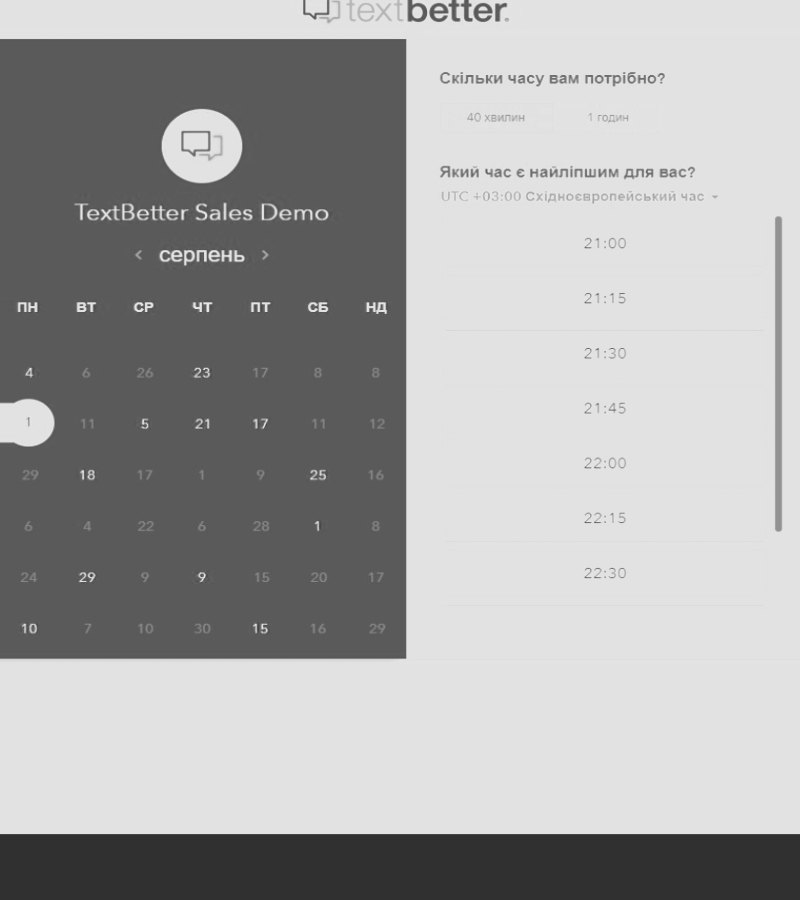 textbetter.
TextBetter Sales Demo
‹ серпень ›
ПН ВТ СР ЧТ ПТ СБ НД
4 6 26 23 17 8 8
1 11 5 21 17 11 12
29 18 17 1 9 25 16
6 4 22 6 28 1 8
24 29 9 9 15 20 17
10 7 10 30 15 16 29
Скільки часу вам потрібно?
40 хвилин 1 годин
Який час є найліпшим для вас?
UTC +03:00 Східноєвропейський час
21:00
21:15
21:30
21:45
22:00
22:15
22:30